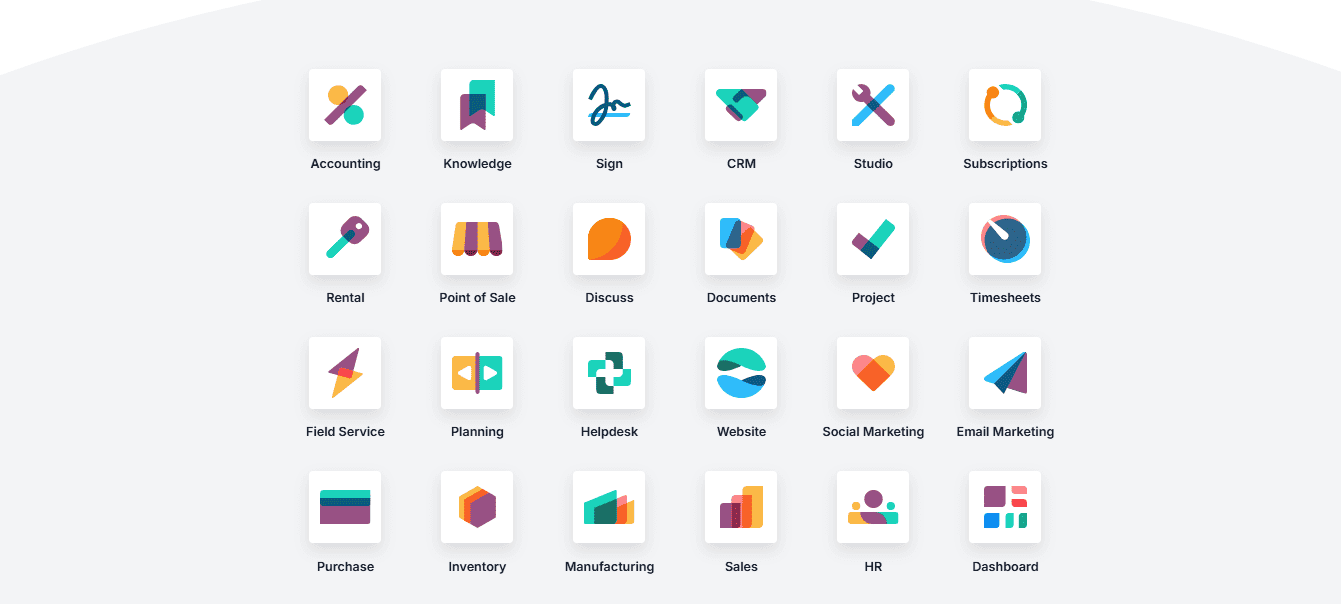 Accounting
Knowledge
Sign
CRM
Studio
Subscriptions
Rental
Point of Sale
Discuss
Documents
Project
Timesheets
Field Service
Planning
Helpdesk
Website
Social Marketing
Email Marketing
Purchase
Inventory
Manufacturing
Sales
HR
Dashboard